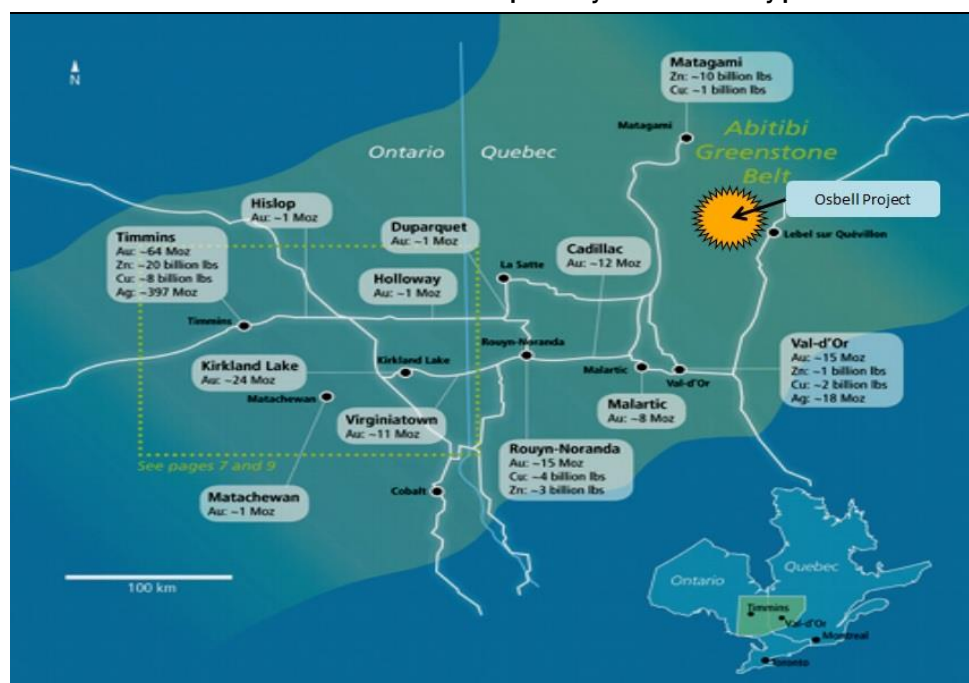 N
Matagami
Zn: ~10 billion lbs
Cu: ~1 billion lbs
Matagami
Abitibi
Greenstone
Belt
Ontario
Quebec
Osbell Project
Lebel sur Quévillon
Hislop
Au: ~1 Moz
Duparquet
Au: ~1 Moz
Timmins
Au: ~64 Moz
Zn: ~20 billion lbs
Cu: ~8 billion lbs
Ag: ~397 Moz
Cadillac
Au: ~12 Moz
La Satte
Holloway
Au: ~1 Moz
Timmins
Rouyn-Noranda
Kirkland Lake
Au: ~24 Moz
Kirkland Lake
Malartic
Val-d'Or
Val-d'Or
Au: ~15 Moz
Zn: ~1 billion lbs
Cu: ~2 billion lbs
Ag: ~18 Moz
Matachewan
Virginiatown
Au: ~11 Moz
Malartic
Au: ~8 Moz
See pages 7 and 9
Rouyn-Noranda
Au: ~15 Moz
Cu: ~4 billion lbs
Zn: ~3 billion lbs
Matachewan
Au: ~1 Moz
Cobalt
100 km
Ontario
Quebec
Timmins
Val-d'Or
Montreal
Toronto